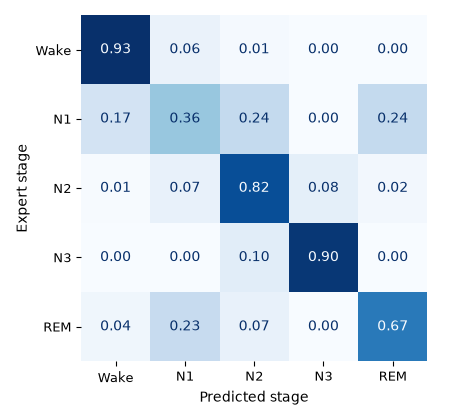 Wake 0.93 0.06 0.01 0.00 0.00
N1 0.17 0.36 0.24 0.00 0.24
N2 0.01 0.07 0.82 0.08 0.02
N3 0.00 0.00 0.10 0.90 0.00
REM 0.04 0.23 0.07 0.00 0.67
Wake N1 N2 N3 REM
Predicted stage
Expert stage